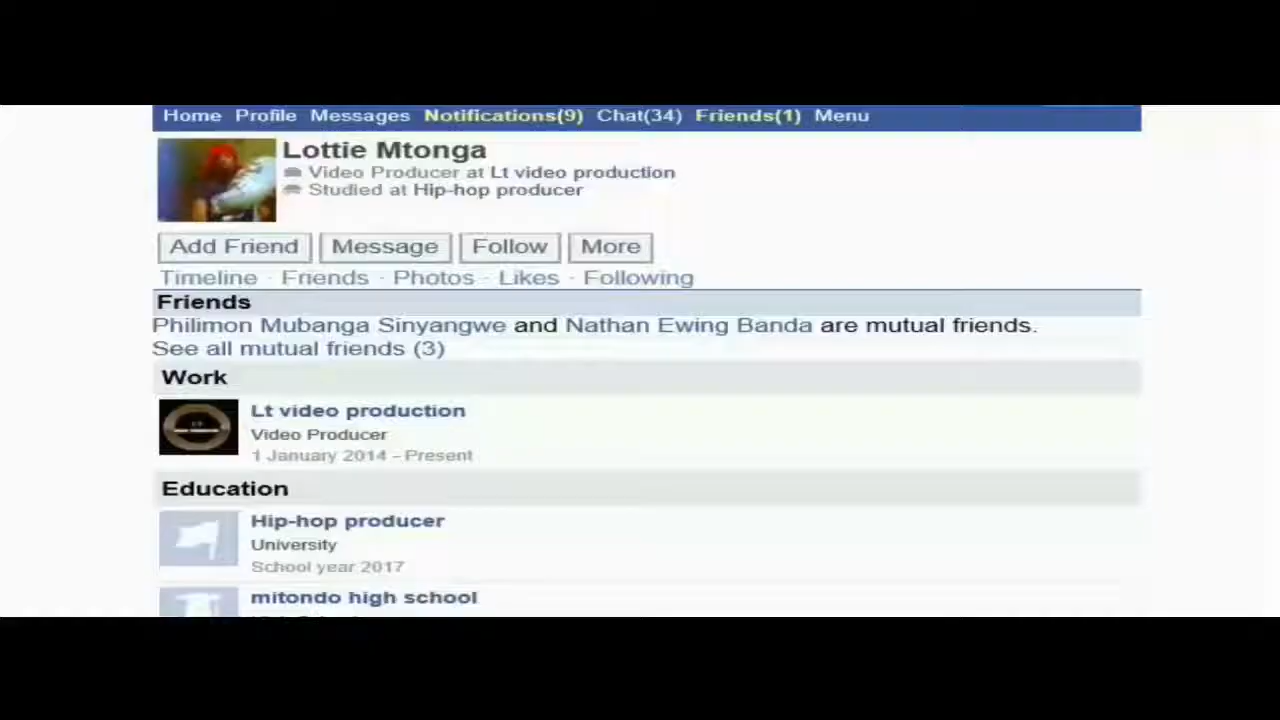 Home Profile Messages Notifications(9) Chat(34) Friends(1) Menu
Lottie Mtonga
Video Producer at Lt video production
Studied at Hip-hop producer
Add Friend Message Follow More
Timeline · Friends · Photos · Likes · Following
Friends
Philimon Mubanga Sinyangwe and Nathan Ewing Banda are mutual friends.
See all mutual friends (3)
Work
Lt video production
Video Producer
1 January 2014 - Present
Education
Hip-hop producer
University
School year 2017
mitondo high school